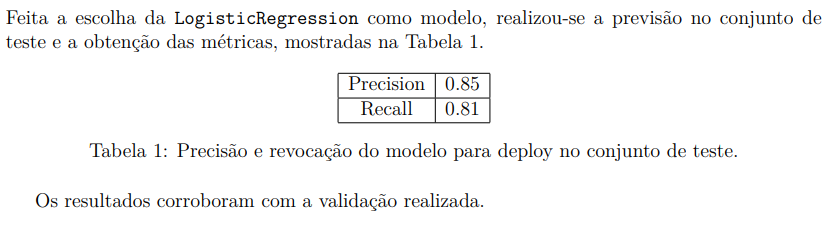 Feita a escolha da LogisticRegression como modelo, realizou-se a previsão no conjunto de
teste e a obtenção das métricas, mostradas na Tabela 1.
Precision 0.85
Recall 0.81
Tabela 1: Precisão e revocação do modelo para deploy no conjunto de teste.
Os resultados corroboram com a validação realizada.